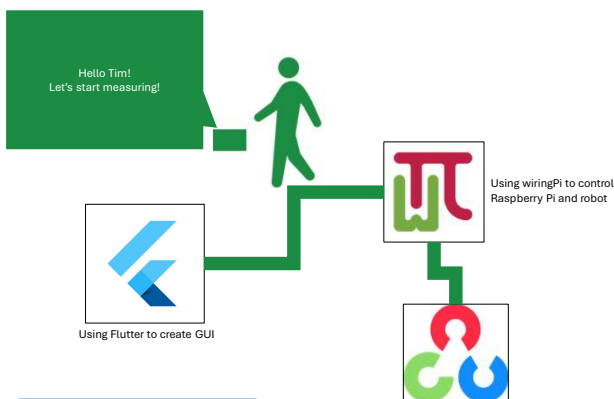 Hello Tim!
Let's start measuring!
Using wiringPi to control
Raspberry Pi and robot
Using Flutter to create GUI